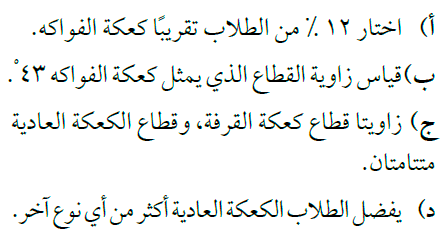 أ) اختار ١٢ ٪ من الطلاب تقريبًا كعكة الفواكه.
ب) قياس زاوية القطاع الذي يمثل كعكة الفواكه ٤٣°.
ج) زاويتا قطاع كعكة القرفة، وقطاع الكعكة العادية
متتامتان.
د) يفضل الطلاب الكعكة العادية أكثر من أي نوع آخر.